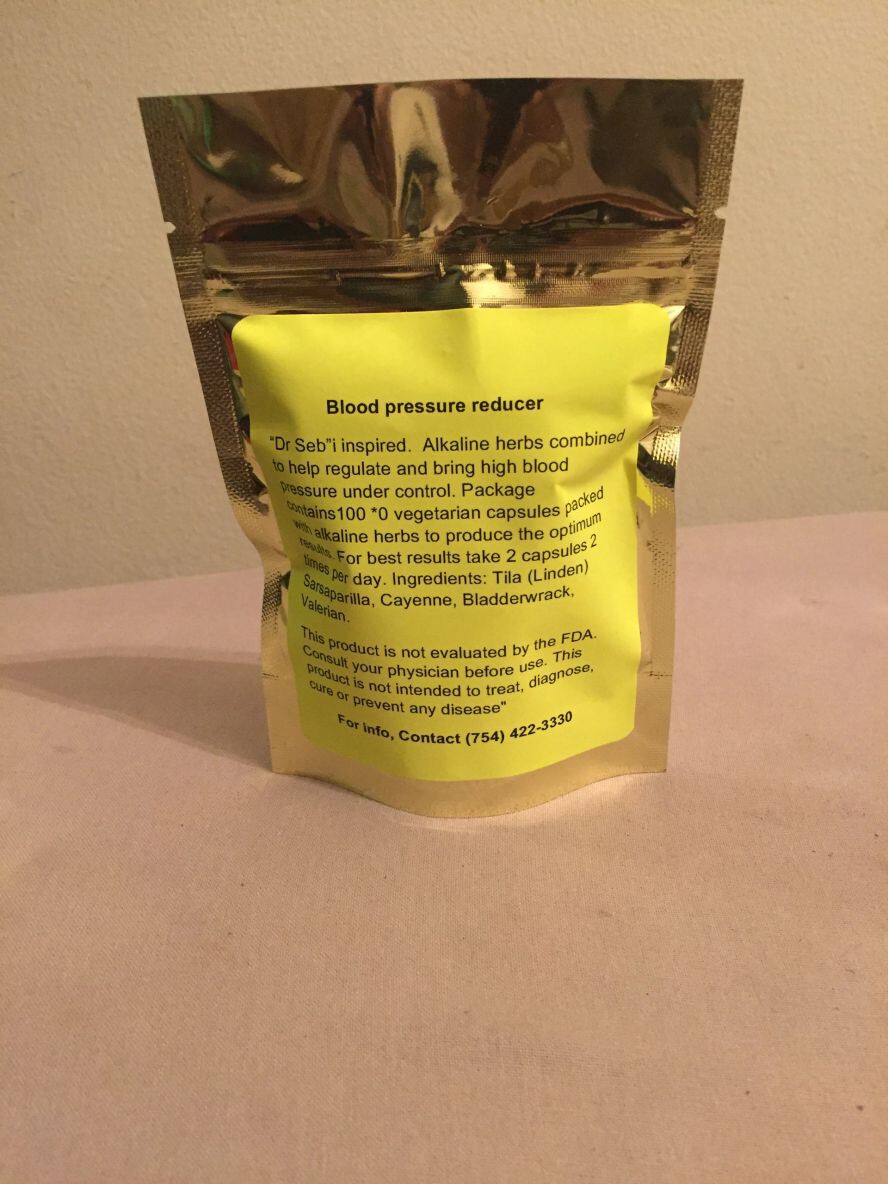 Blood pressure reducer
“Dr Seb”i inspired. Alkaline herbs combined
to help regulate and bring high blood
pressure under control. Package
contains100 *0 vegetarian capsules packed
with alkaline herbs to produce the optimum
results. For best results take 2 capsules 2
times per day. Ingredients: Tila (Linden)
Sarsaparilla, Cayenne, Bladderwrack,
Valerian.
This product is not evaluated by the FDA.
Consult your physician before use. This
product is not intended to treat, diagnose,
cure or prevent any disease"
For info, Contact (754) 422-3330